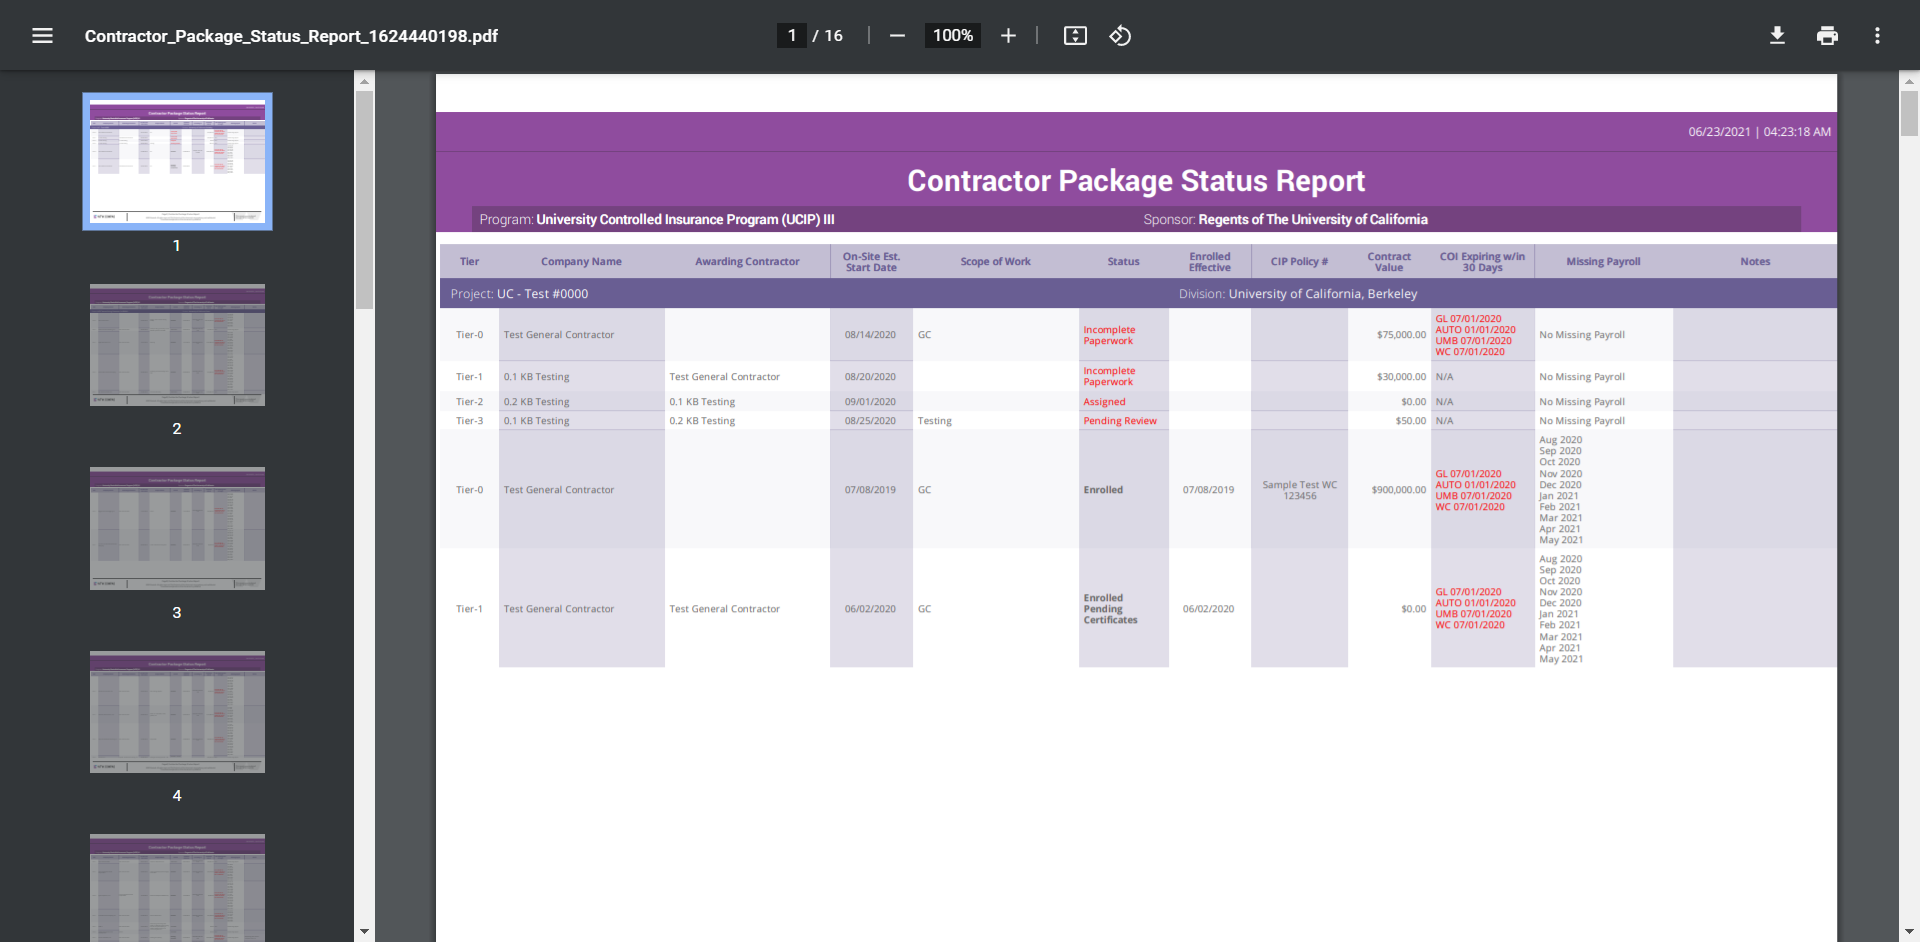 Contractor_Package_Status_Report_1624440198.pdf
1 / 16
100%
1
2
3
4
06/23/2021 | 04:23:18 AM
Contractor Package Status Report
Program: University Controlled Insurance Program (UCIP) III Sponsor: Regents of The University of California
Tier Company Name Awarding Contractor On-Site Est. Start Date Scope of Work Status Enrolled Effective CIP Policy # Contract Value COI Expiring w/in 30 Days Missing Payroll Notes
Project: UC - Test #0000 Division: University of California, Berkeley
Tier-0 Test General Contractor 08/14/2020 GC Incomplete Paperwork $75,000.00 GL 07/01/2020 AUTO 01/01/2020 UMB 07/01/2020 WC 07/01/2020 No Missing Payroll
Tier-1 0.1 KB Testing Test General Contractor 08/20/2020 Incomplete Paperwork $30,000.00 N/A No Missing Payroll
Tier-2 0.2 KB Testing 0.1 KB Testing 09/01/2020 Assigned $0.00 N/A No Missing Payroll
Tier-3 0.1 KB Testing 0.2 KB Testing 08/25/2020 Testing Pending Review $50.00 N/A No Missing Payroll
Tier-0 Test General Contractor 07/08/2019 GC Enrolled 07/08/2019 Sample Test WC 123456 $900,000.00 GL 07/01/2020 AUTO 01/01/2020 UMB 07/01/2020 WC 07/01/2020 Aug 2020 Sep 2020 Oct 2020 Nov 2020 Dec 2020 Jan 2021 Feb 2021 Mar 2021 Apr 2021 May 2021
Tier-1 Test General Contractor Test General Contractor 06/02/2020 GC Enrolled Pending Certificates 06/02/2020 $0.00 GL 07/01/2020 AUTO 01/01/2020 UMB 07/01/2020 WC 07/01/2020 Aug 2020 Sep 2020 Oct 2020 Nov 2020 Dec 2020 Jan 2021 Feb 2021 Mar 2021 Apr 2021 May 2021